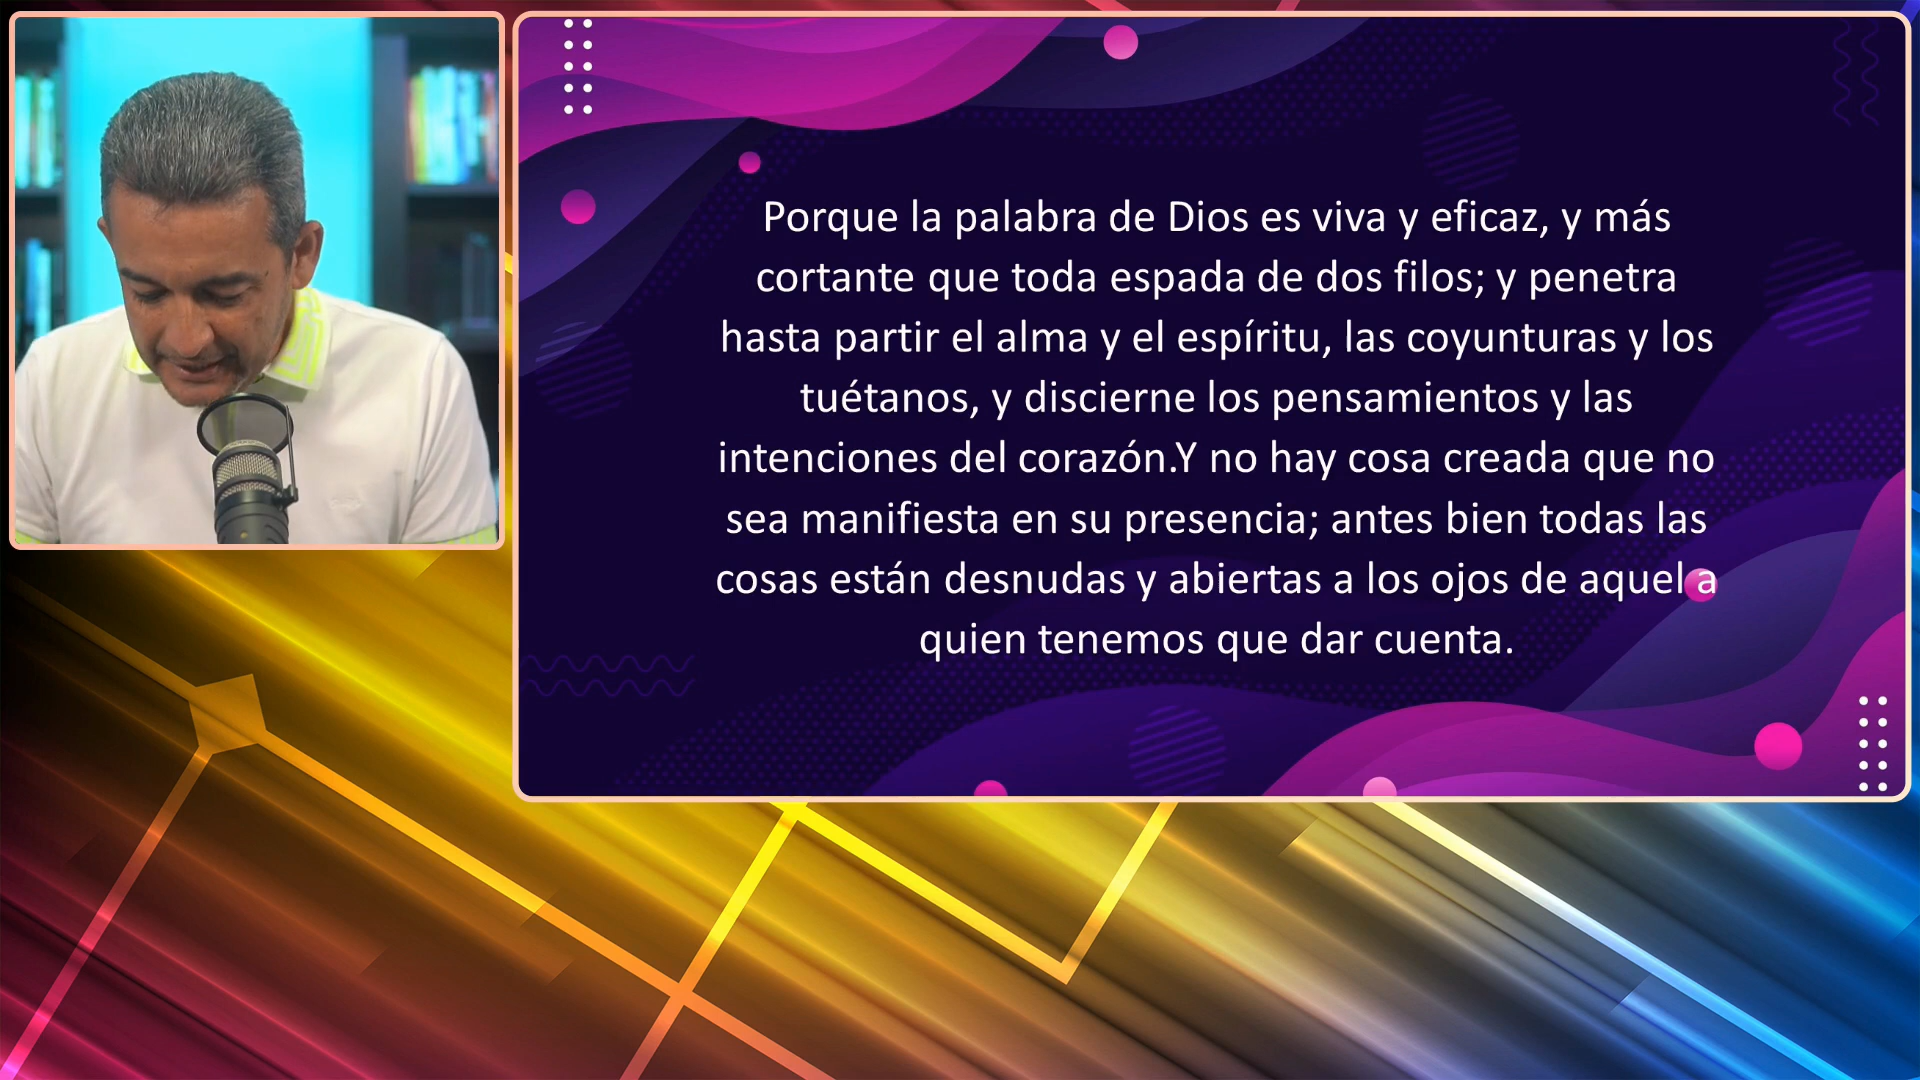 Porque la palabra de Dios es viva y eficaz, y más
cortante que toda espada de dos filos; y penetra
hasta partir el alma y el espíritu, las coyunturas y los
tuétanos, y discierne los pensamientos y las
intenciones del corazón.Y no hay cosa creada que no
sea manifiesta en su presencia; antes bien todas las
cosas están desnudas y abiertas a los ojos de aquel a
quien tenemos que dar cuenta.